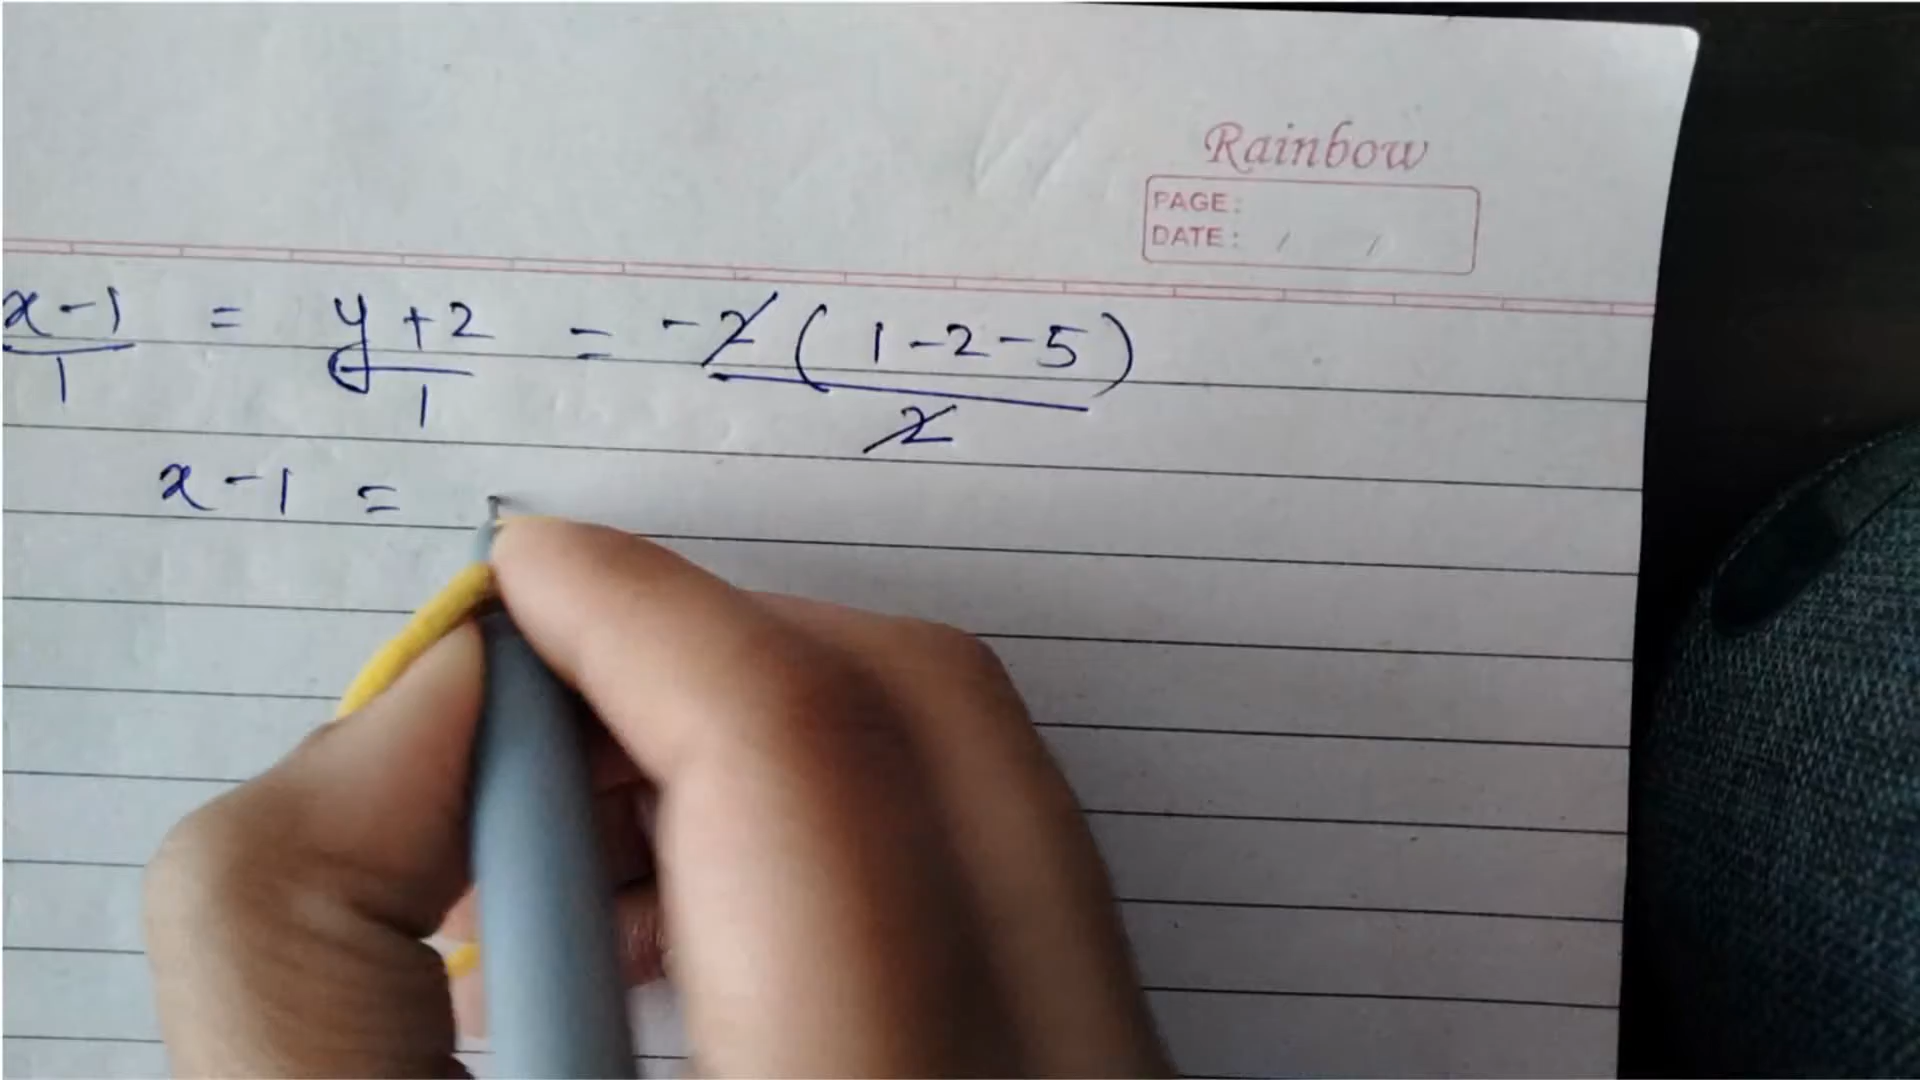 Rainbow
PAGE:
DATE: / /
x-1 = y+2 = -2 ( 1-2-5 )
1 1 2
x-1 =